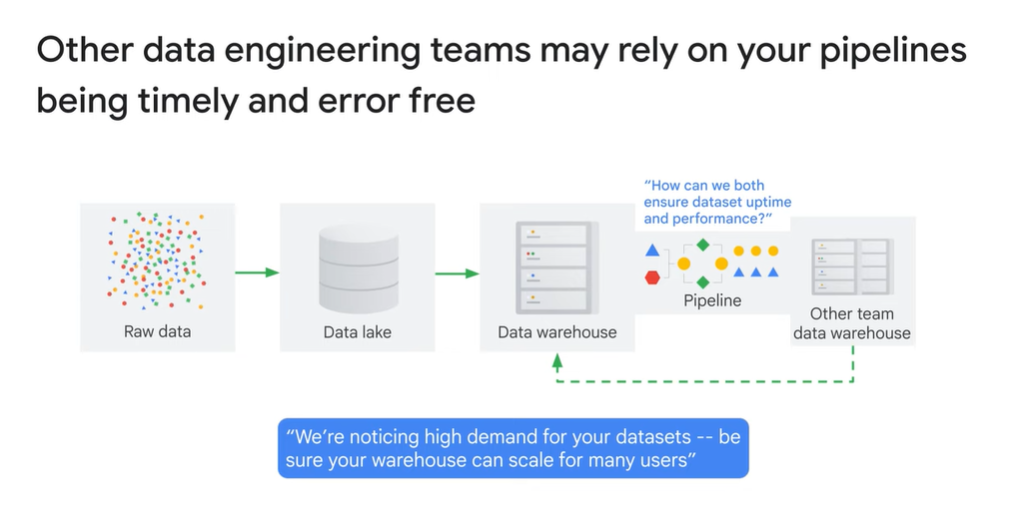 Other data engineering teams may rely on your pipelines
being timely and error free
"How can we both
ensure dataset uptime
and performance?"
Raw data
Data lake
Data warehouse
Pipeline
Other team
data warehouse
"We're noticing high demand for your datasets -- be
sure your warehouse can scale for many users"